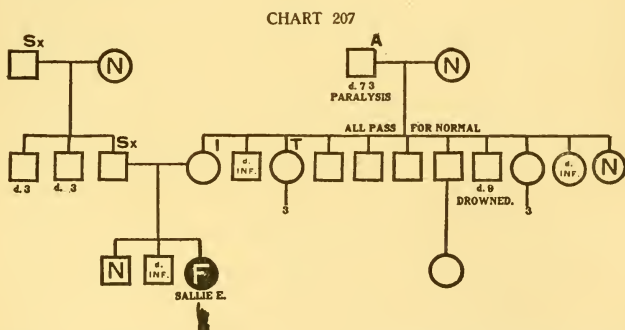 CHART 207
Sx N A N
d. 73
PARALYSIS
ALL PASS FOR NORMAL
Sx I d. INF. T d. INF. N
d. 3 d. 3 3 d. 9 3
DROWNED.
N d. INF. F
SALLIE E.